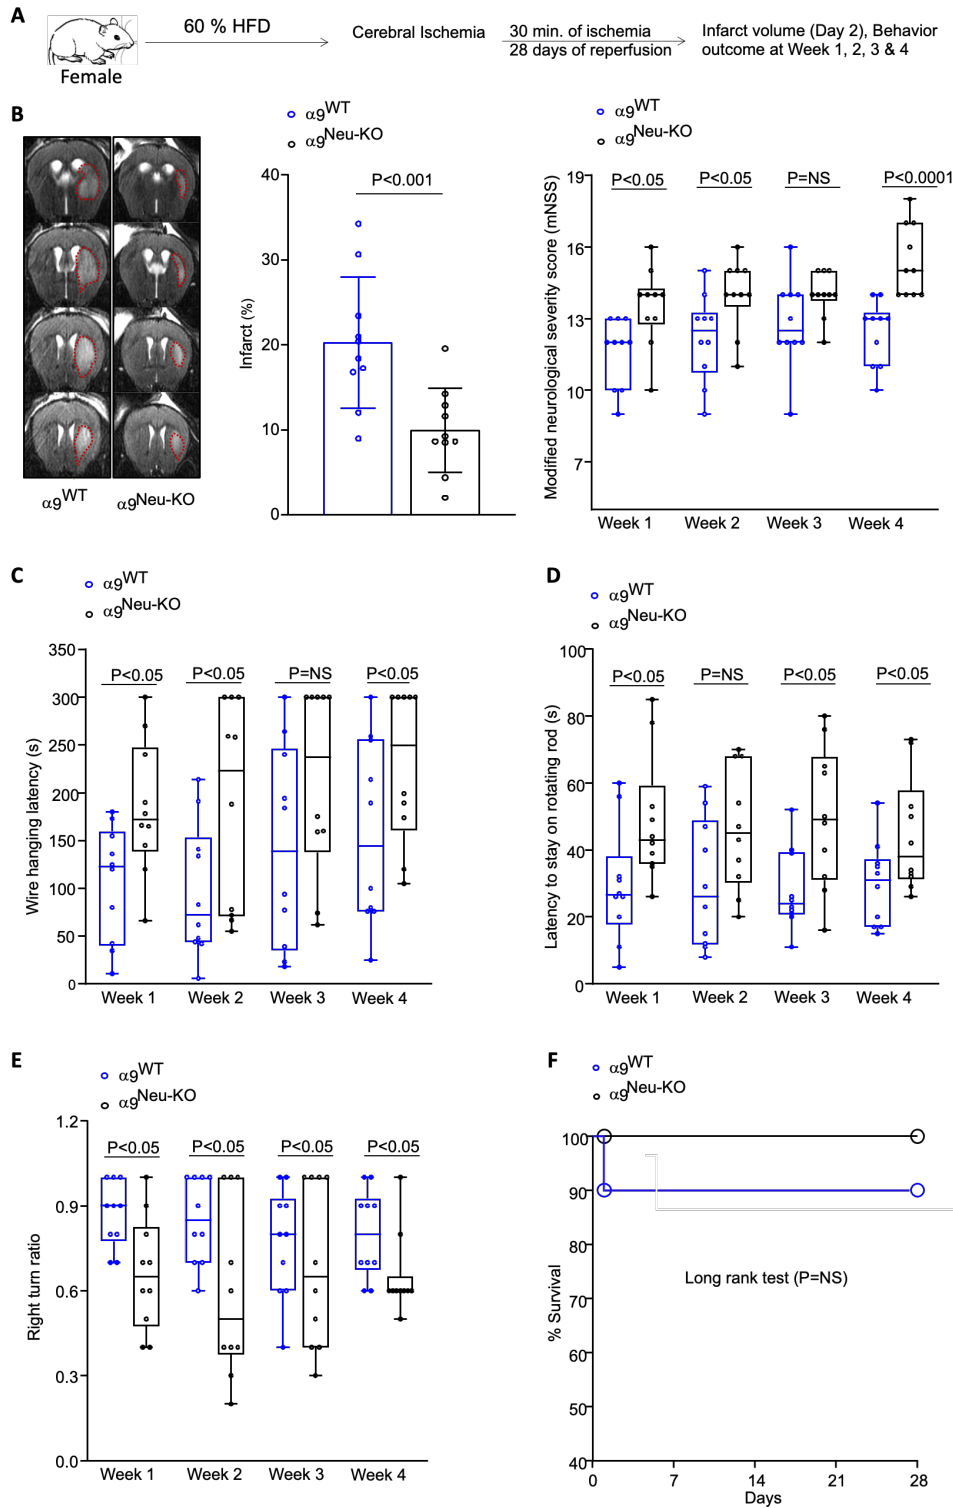 A
60 % HFD
Cerebral Ischemia
30 min. of ischemia
28 days of reperfusion
Infarct volume (Day 2), Behavior
outcome at Week 1, 2, 3 & 4
Female
B
α9WT
α9Neu-KO
α9WT
α9Neu-KO
P<0.001
40
30
20
10
0
Infarct (%)
α9WT
α9Neu-KO
P<0.05
P<0.05
P=NS
P<0.0001
19
16
13
10
7
Modified neurological severity score (mNSS)
Week 1
Week 2
Week 3
Week 4
C
α9WT
α9Neu-KO
P<0.05
P<0.05
P=NS
P<0.05
350
300
250
200
150
100
50
0
Wire hanging latency (s)
Week 1
Week 2
Week 3
Week 4
D
α9WT
α9Neu-KO
P<0.05
P=NS
P<0.05
P<0.05
100
80
60
40
20
0
Latency to stay on rotating rod (s)
Week 1
Week 2
Week 3
Week 4
E
α9WT
α9Neu-KO
P<0.05
P<0.05
P<0.05
P<0.05
1.2
0.9
0.6
0.3
0.0
Right turn ratio
Week 1
Week 2
Week 3
Week 4
F
α9WT
α9Neu-KO
100
90
80
70
60
50
40
% Survival
Long rank test (P=NS)
0
7
14
21
28
Days